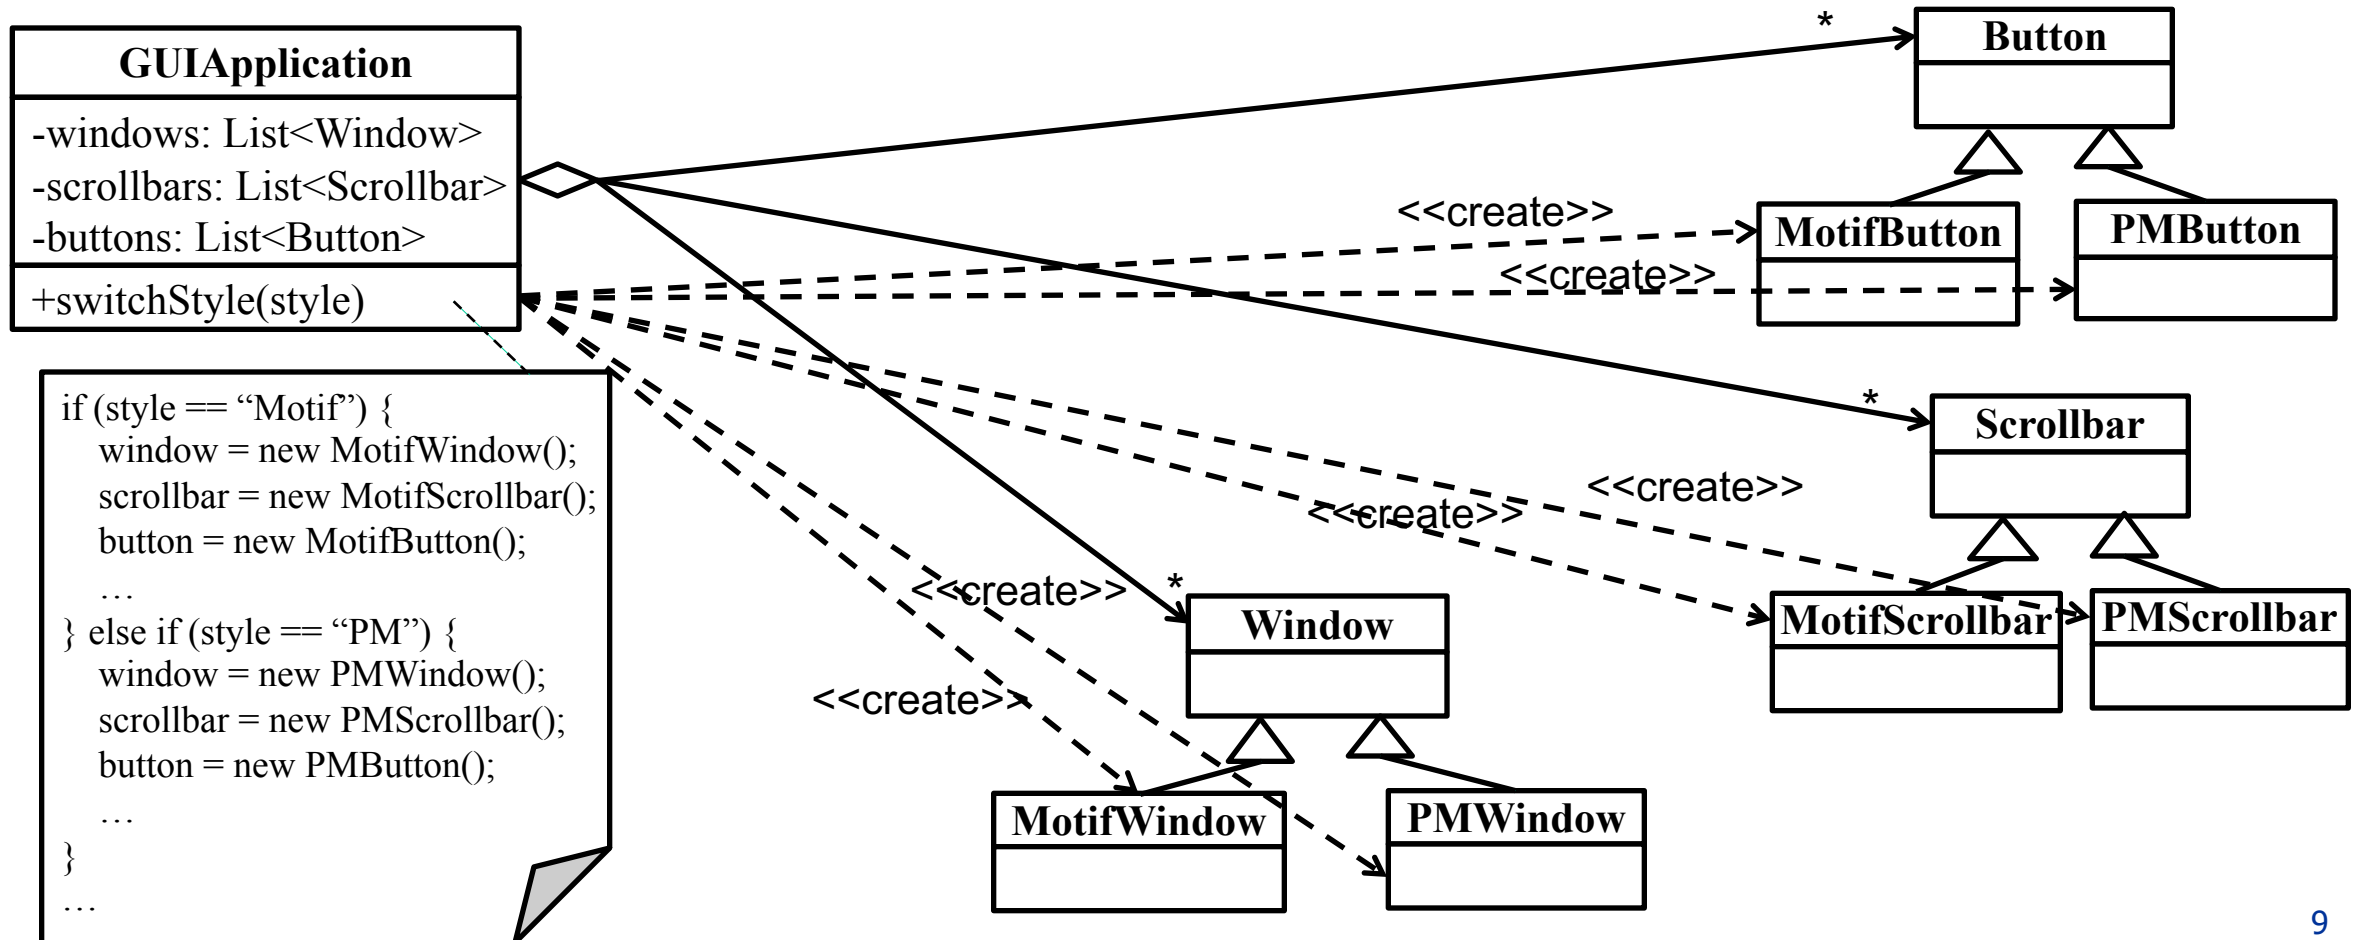 GUIApplication
-windows: List<Window>
-scrollbars: List<Scrollbar>
-buttons: List<Button>
+switchStyle(style)
if (style == “Motif”) {
window = new MotifWindow();
scrollbar = new MotifScrollbar();
button = new MotifButton();
…
} else if (style == “PM”) {
window = new PMWindow();
scrollbar = new PMScrollbar();
button = new PMButton();
…
}
…
*
Button
<<create>>
MotifButton
PMButton
<<create>>
*
Scrollbar
<<create>>
<<create>>
MotifScrollbar
PMScrollbar
*
<<create>>
Window
<<create>>
MotifWindow
PMWindow
9